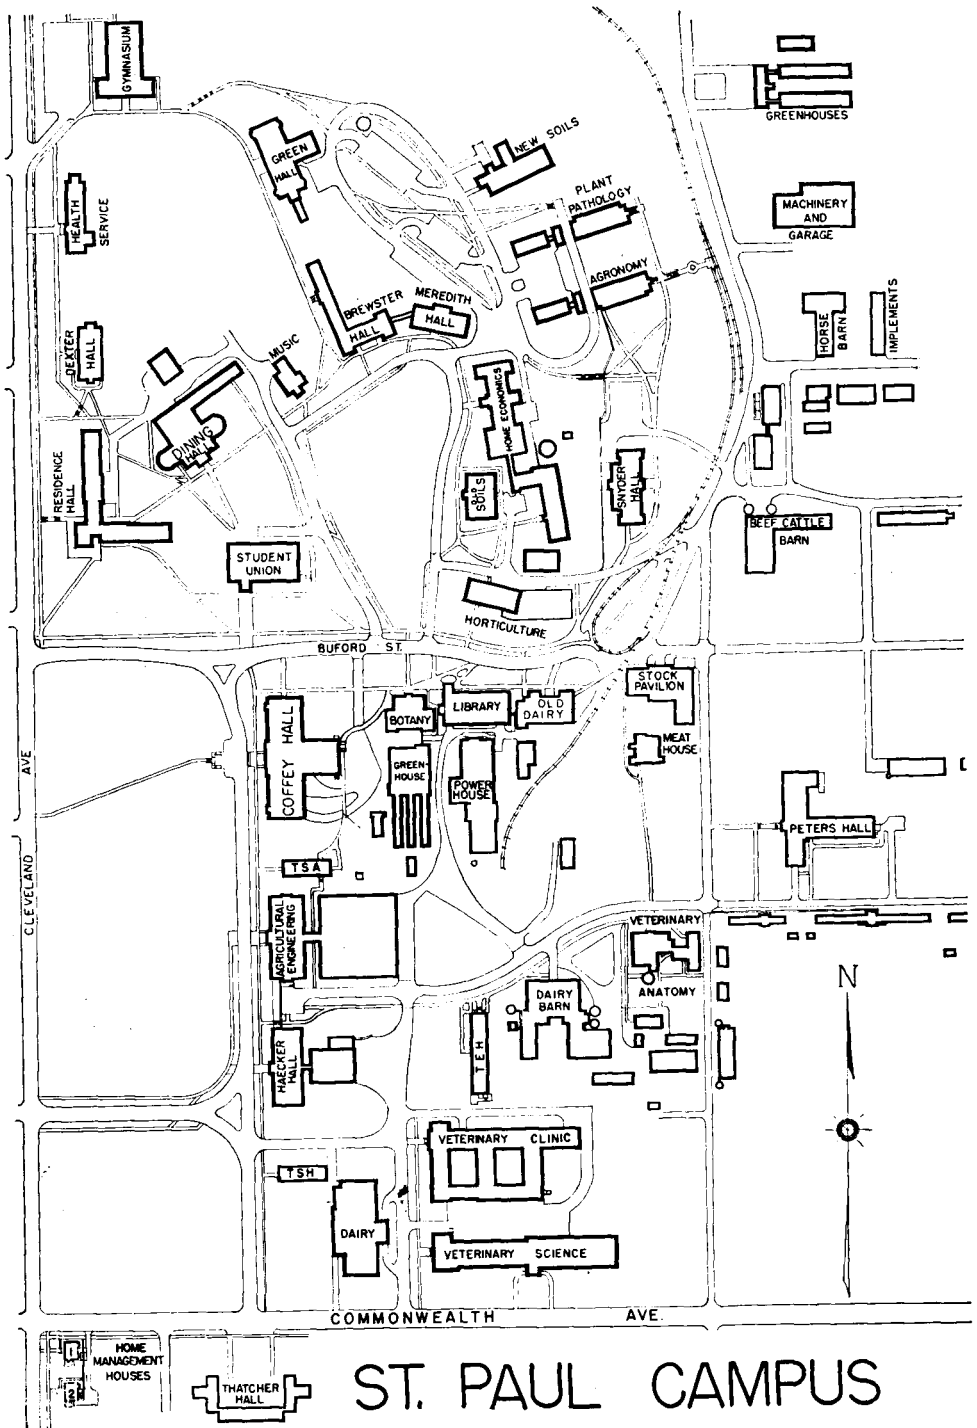 GYMNASIUM
GREENHOUSES
GREEN
HALL
NEW SOILS
PLANT
PATHOLOGY
MACHINERY
AND
GARAGE
HEALTH
SERVICE
AGRONOMY
MEREDITH
HALL
BREWSTER
HALL
HORSE
BARN
IMPLEMENTS
DEXTER
HALL
MUSIC
HOME ECONOMICS
DINING
HALL
RESIDENCE
HALL
OLD
SOILS
SNYDER
HALL
BEEF CATTLE
BARN
STUDENT
UNION
HORTICULTURE
BUFORD ST.
STOCK
PAVILION
COFFEY HALL
BOTANY
LIBRARY
OLD
DAIRY
MEAT
HOUSE
GREEN-
HOUSE
POWER
HOUSE
CLEVELAND AVE
PETERS HALL
TSA
AGRICULTURAL
ENGINEERING
VETERINARY
ANATOMY
N
DAIRY
BARN
TEH
HAECKER
HALL
VETERINARY CLINIC
TSH
DAIRY
VETERINARY SCIENCE
COMMONWEALTH AVE.
HOME
MANAGEMENT
HOUSES
THATCHER
HALL
ST. PAUL CAMPUS